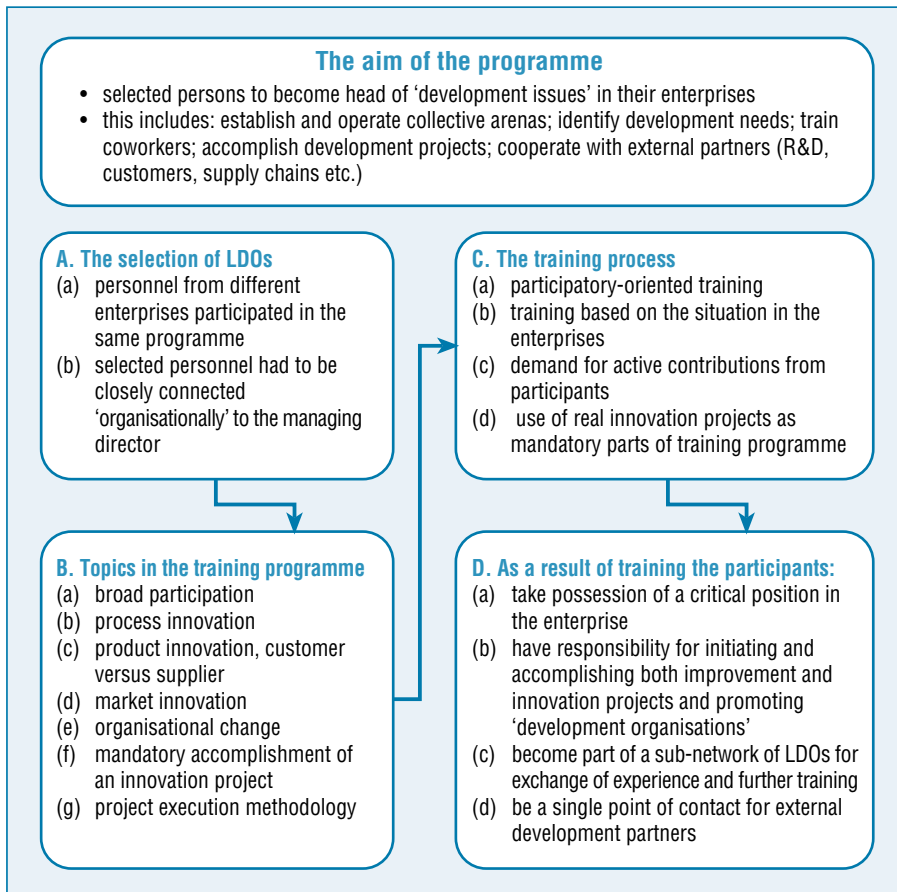 The aim of the programme
• selected persons to become head of ‘development issues’ in their enterprises
• this includes: establish and operate collective arenas; identify development needs; train
coworkers; accomplish development projects; cooperate with external partners (R&D,
customers, supply chains etc.)
A. The selection of LDOs
(a) personnel from different
enterprises participated in the
same programme
(b) selected personnel had to be
closely connected
‘organisationally’ to the managing
director
B. Topics in the training programme
(a) broad participation
(b) process innovation
(c) product innovation, customer
versus supplier
(d) market innovation
(e) organisational change
(f) mandatory accomplishment of
an innovation project
(g) project execution methodology
C. The training process
(a) participatory-oriented training
(b) training based on the situation in the
enterprises
(c) demand for active contributions from
participants
(d) use of real innovation projects as
mandatory parts of training programme
D. As a result of training the participants:
(a) take possession of a critical position in
the enterprise
(b) have responsibility for initiating and
accomplishing both improvement and
innovation projects and promoting
‘development organisations’
(c) become part of a sub-network of LDOs for
exchange of experience and further training
(d) be a single point of contact for external
development partners